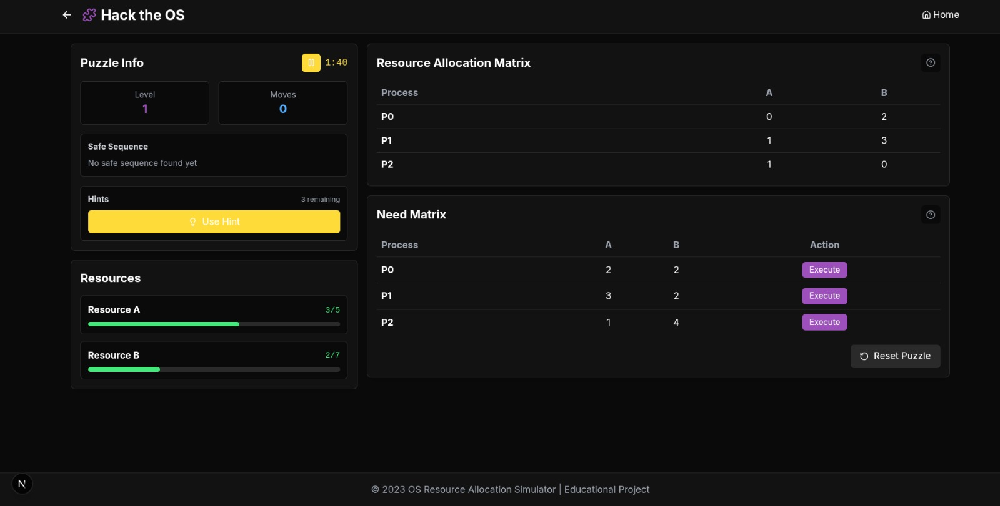 Hack the OS
Home
Puzzle Info
1:40
Level
1
Moves
0
Safe Sequence
No safe sequence found yet
Hints 3 remaining
Use Hint
Resources
Resource A 3/5
Resource B 2/7
Resource Allocation Matrix
Process A B
P0 0 2
P1 1 3
P2 1 0
Need Matrix
Process A B Action
P0 2 2 Execute
P1 3 2 Execute
P2 1 4 Execute
Reset Puzzle
N
© 2023 OS Resource Allocation Simulator | Educational Project